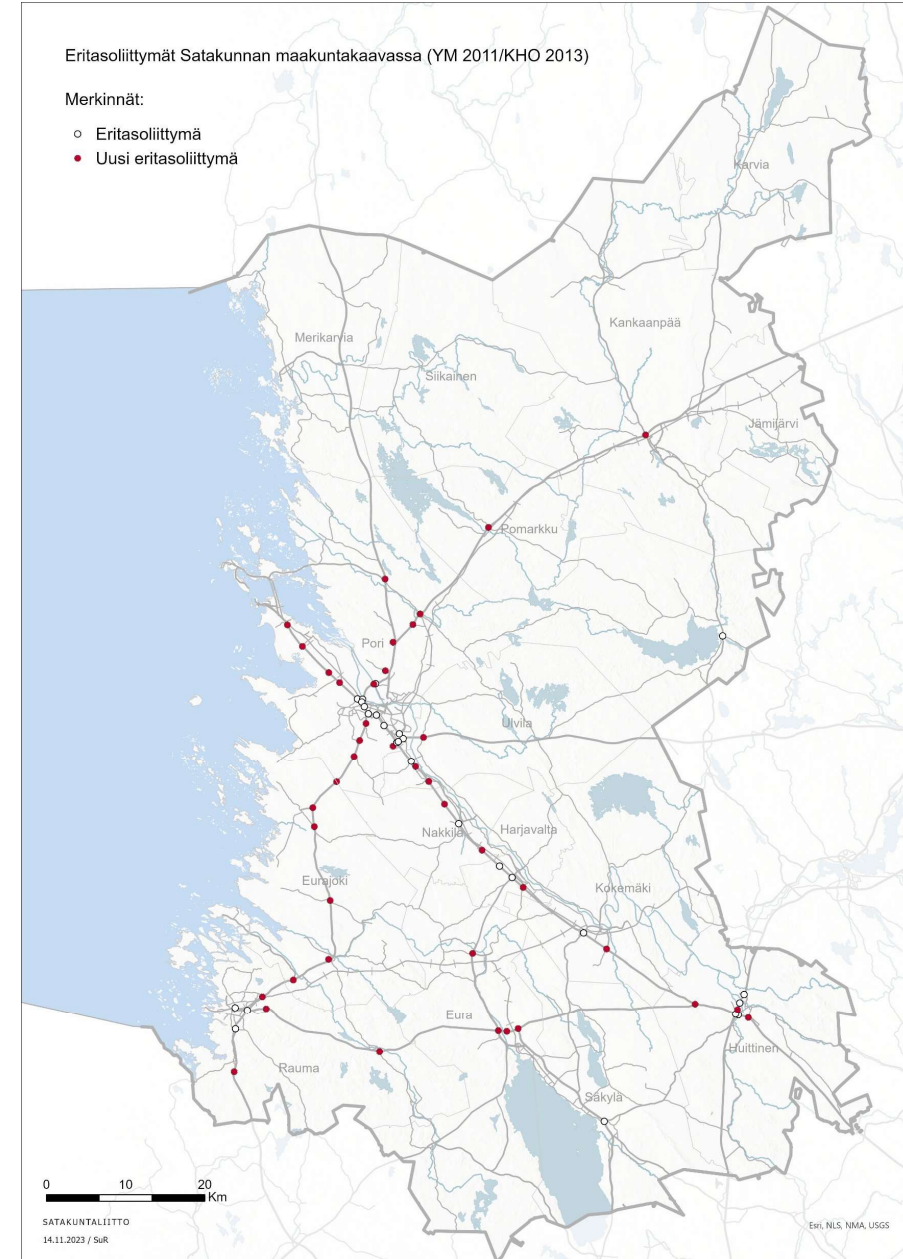 Eritasoliittymät Satakunnan maakuntakaavassa (YM 2011/KHO 2013)
Merkinnät:
Eritasoliittymä
Uusi eritasoliittymä
Karvia
Kankaanpää
Merikarvia
Siikainen
Jämijärvi
Pomarkku
Pori
Ulvila
Nakkila
Harjavalta
Eurajoki
Kokemäki
Eura
Huittinen
Rauma
Säkylä
0 10 20
Km
SATAKUNTALIITTO
14.11.2023 / SuR
Esri, NLS, NMA, USGS